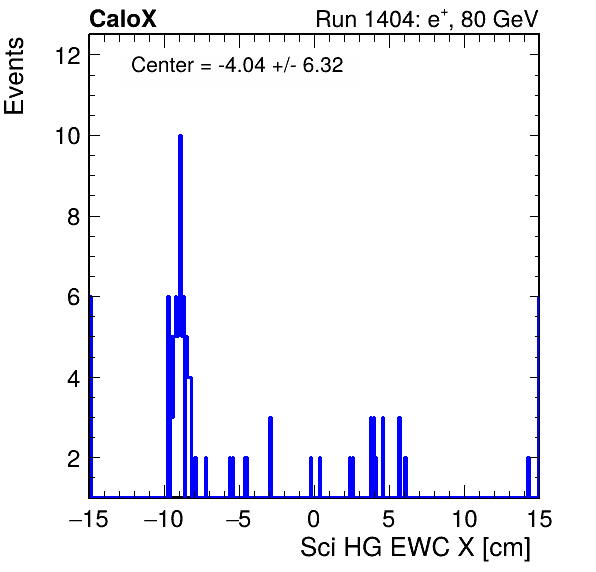 CaloX Run 1404: e⁺, 80 GeV
Center = -4.04 +/- 6.32
Events
12
10
8
6
4
2
−15 −10 −5 0 5 10 15
Sci HG EWC X [cm]